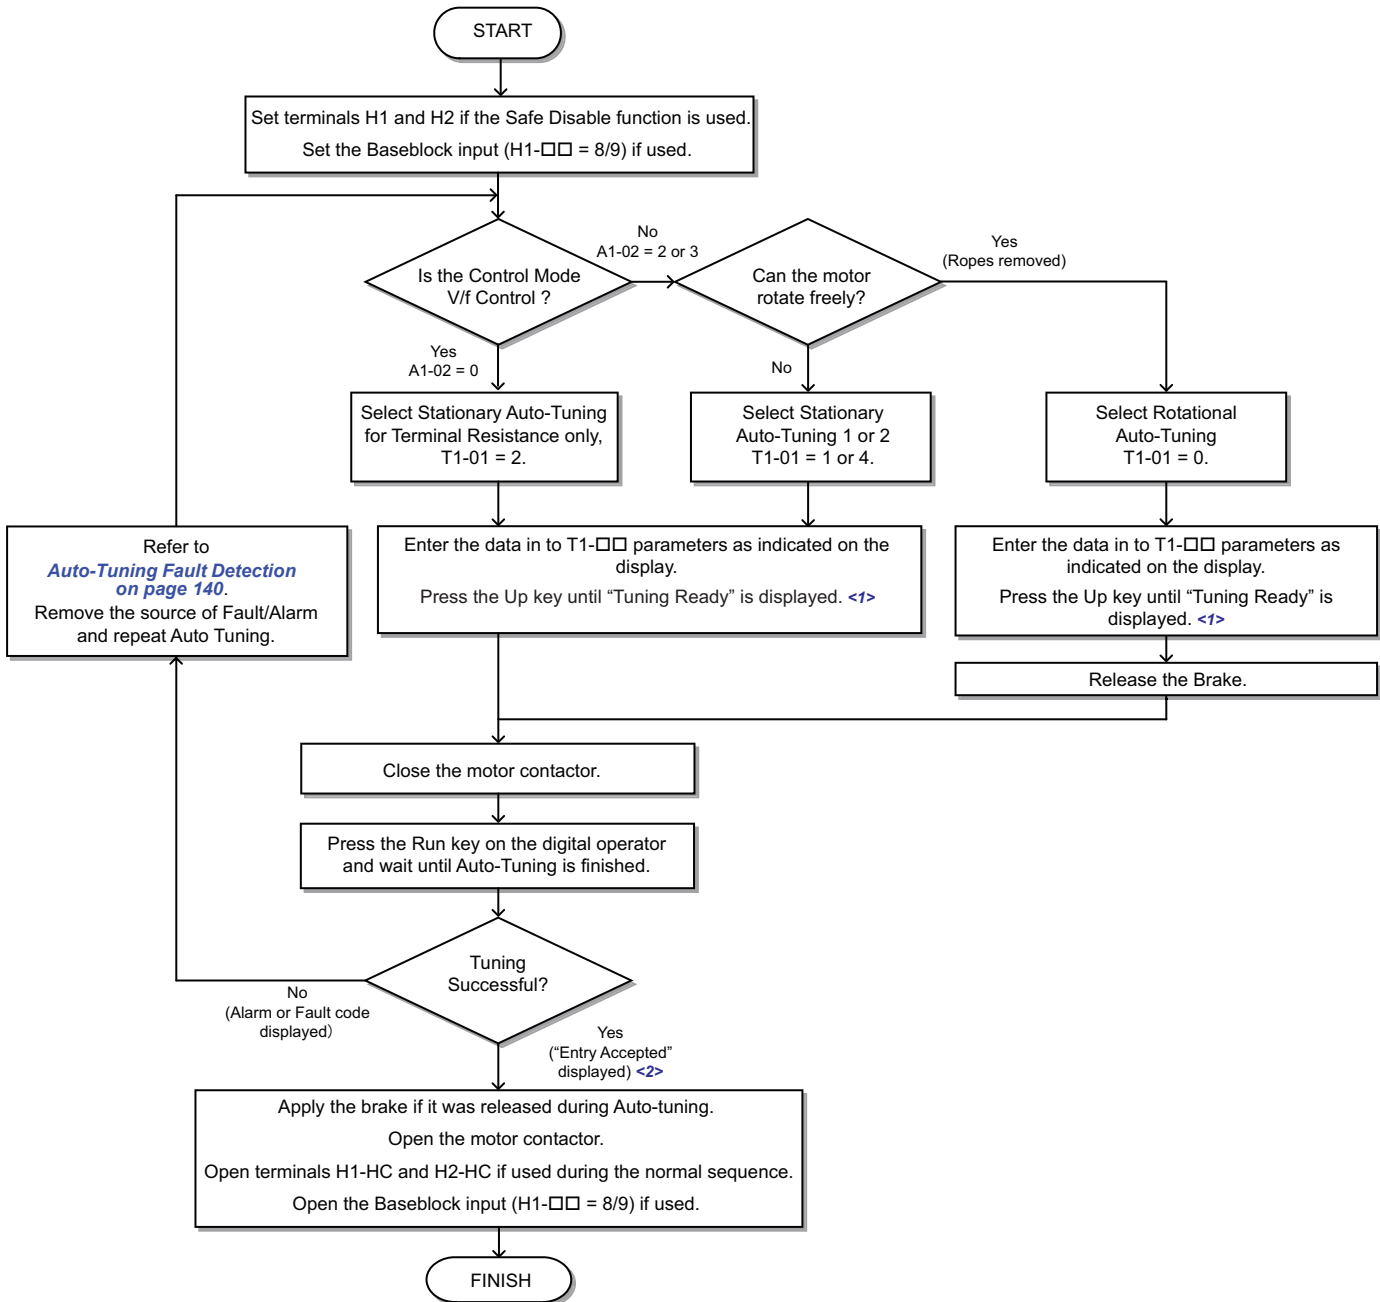 START
Set terminals H1 and H2 if the Safe Disable function is used.
Set the Baseblock input (H1-□□ = 8/9) if used.
Is the Control Mode
V/f Control ?
No
A1-02 = 2 or 3
Can the motor
rotate freely?
Yes
(Ropes removed)
Yes
A1-02 = 0
No
Select Stationary Auto-Tuning
for Terminal Resistance only,
T1-01 = 2.
Select Stationary
Auto-Tuning 1 or 2
T1-01 = 1 or 4.
Select Rotational
Auto-Tuning
T1-01 = 0.
Refer to
Auto-Tuning Fault Detection
on page 140.
Remove the source of Fault/Alarm
and repeat Auto Tuning.
Enter the data in to T1-□□ parameters as indicated on the
display.
Press the Up key until “Tuning Ready” is displayed. <1>
Enter the data in to T1-□□ parameters as
indicated on the display.
Press the Up key until “Tuning Ready” is
displayed. <1>
Release the Brake.
Close the motor contactor.
Press the Run key on the digital operator
and wait until Auto-Tuning is finished.
Tuning
Successful?
No
(Alarm or Fault code
displayed)
Yes
(“Entry Accepted”
displayed) <2>
Apply the brake if it was released during Auto-tuning.
Open the motor contactor.
Open terminals H1-HC and H2-HC if used during the normal sequence.
Open the Baseblock input (H1-□□ = 8/9) if used.
FINISH